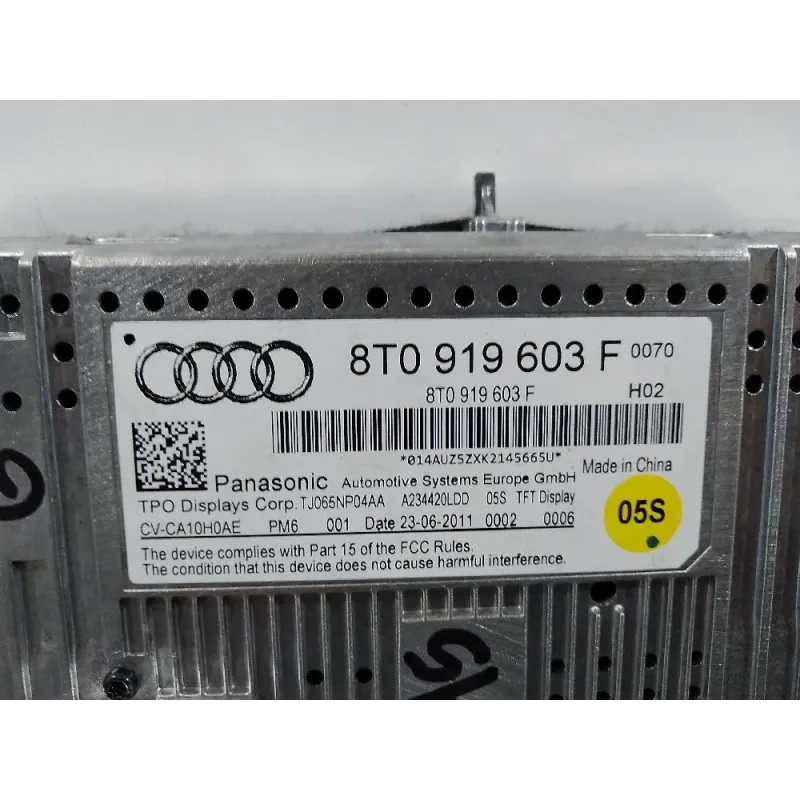 8T0 919 603 F 0070
8T0 919 603 F H02
*014AUZ5ZXK2145665U*
Panasonic Automotive Systems Europe GmbH Made in China
TPO Displays Corp. TJ065NP04AA A234420LDD 05S TFT Display
CV-CA10H0AE PM6 001 Date 23-06-2011 0002 0006
05S
The device complies with Part 15 of the FCC Rules.
The condition that this device does not cause harmful interference.